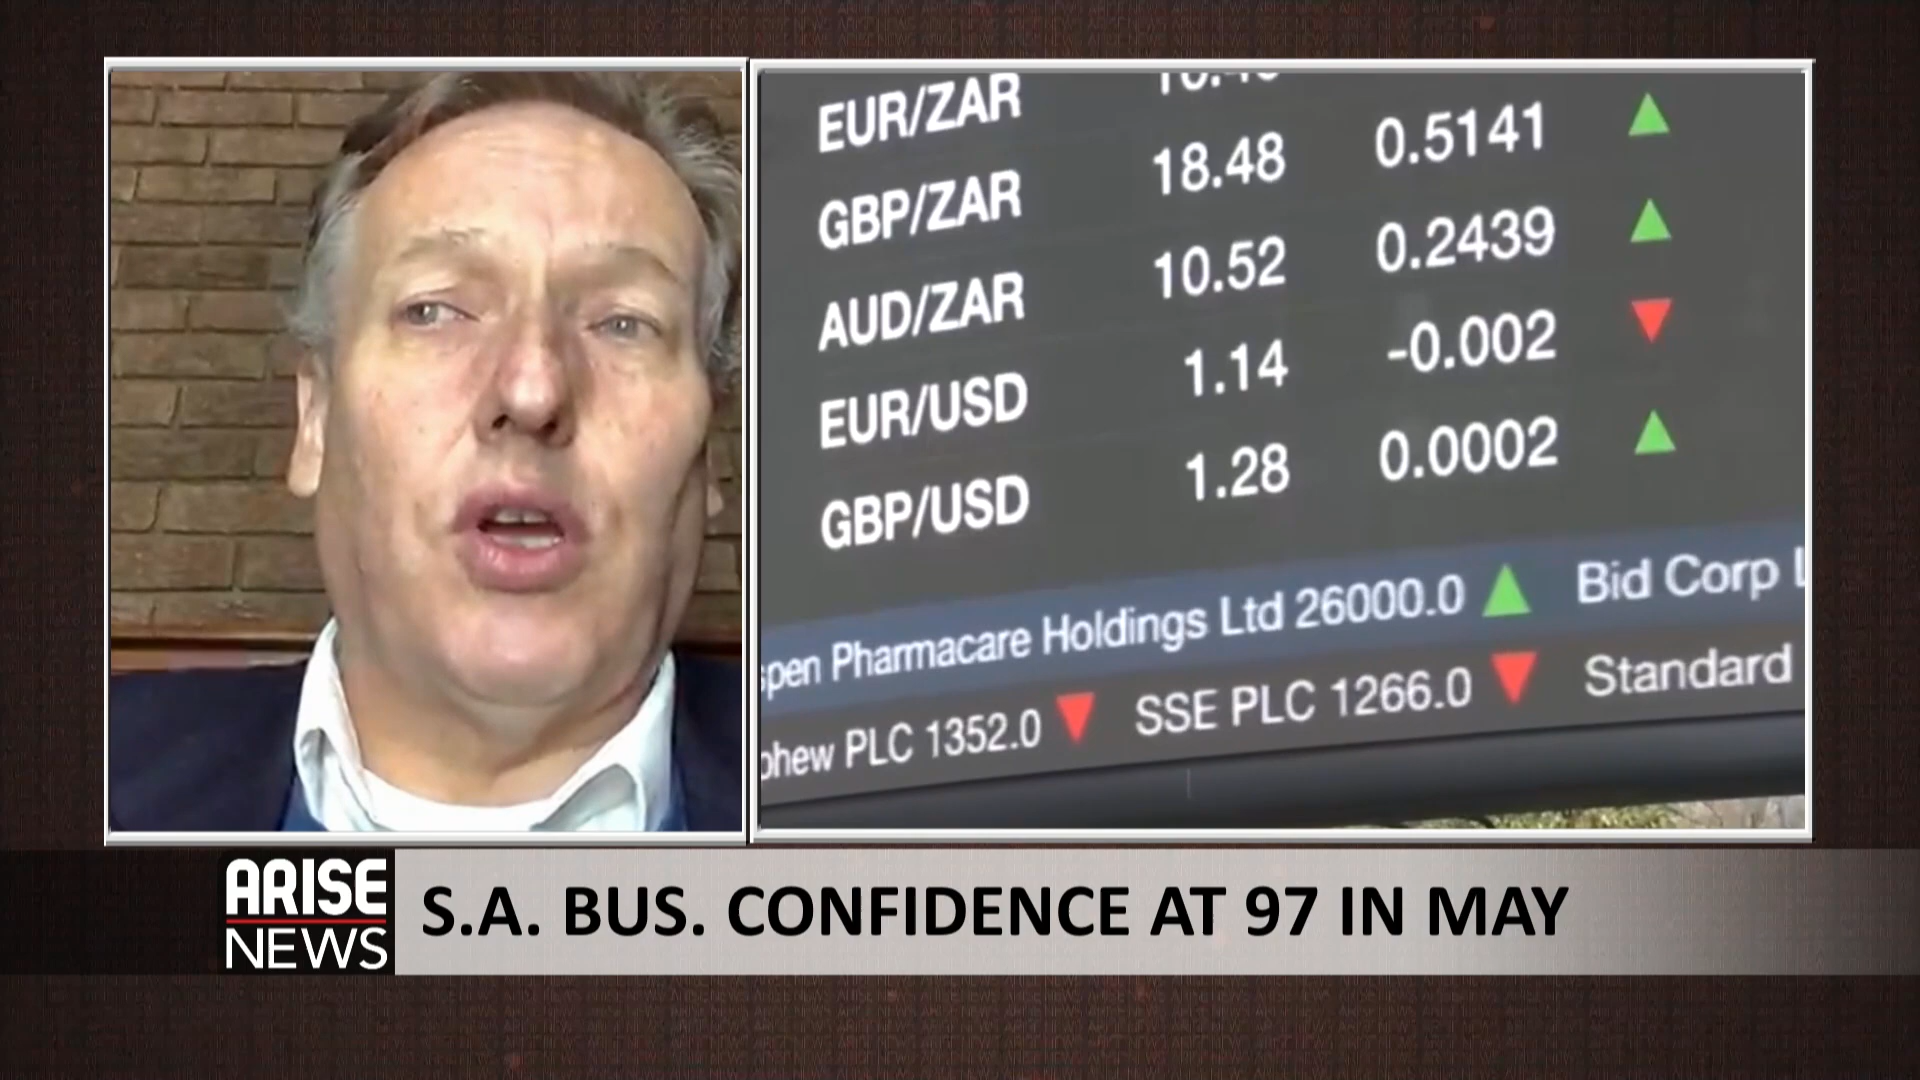 EUR/ZAR
GBP/ZAR 18.48 0.5141
AUD/ZAR 10.52 0.2439
EUR/USD 1.14 -0.002
GBP/USD 1.28 0.0002
Pharmacare Holdings Ltd 26000.0 Bid Corp
PLC 1352.0 SSE PLC 1266.0 Standard
ARISE
NEWS
S.A. BUS. CONFIDENCE AT 97 IN MAY